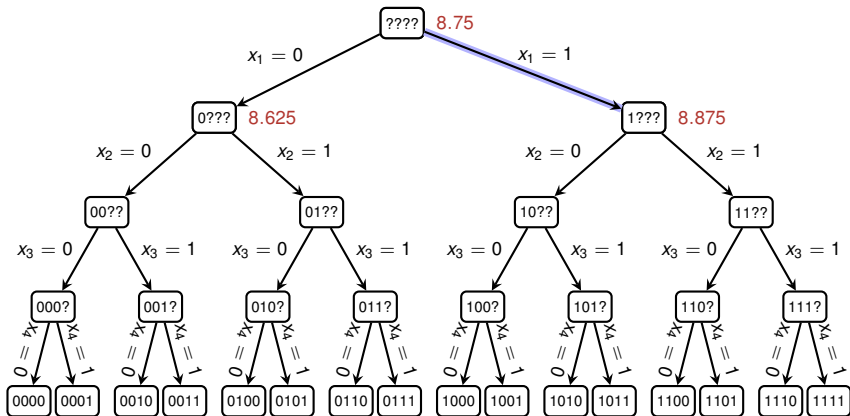 ???? 8.75
x₁ = 0 x₁ = 1
0??? 8.625 1??? 8.875
x₂ = 0 x₂ = 1 x₂ = 0 x₂ = 1
00?? 01?? 10?? 11??
x₃ = 0 x₃ = 1 x₃ = 0 x₃ = 1 x₃ = 0 x₃ = 1 x₃ = 0 x₃ = 1
000? 001? 010? 011? 100? 101? 110? 111?
x₄ = 0 x₄ = 1 x₄ = 0 x₄ = 1 x₄ = 0 x₄ = 1 x₄ = 0 x₄ = 1 x₄ = 0 x₄ = 1 x₄ = 0 x₄ = 1 x₄ = 0 x₄ = 1 x₄ = 0 x₄ = 1
0000 0001 0010 0011 0100 0101 0110 0111 1000 1001 1010 1011 1100 1101 1110 1111